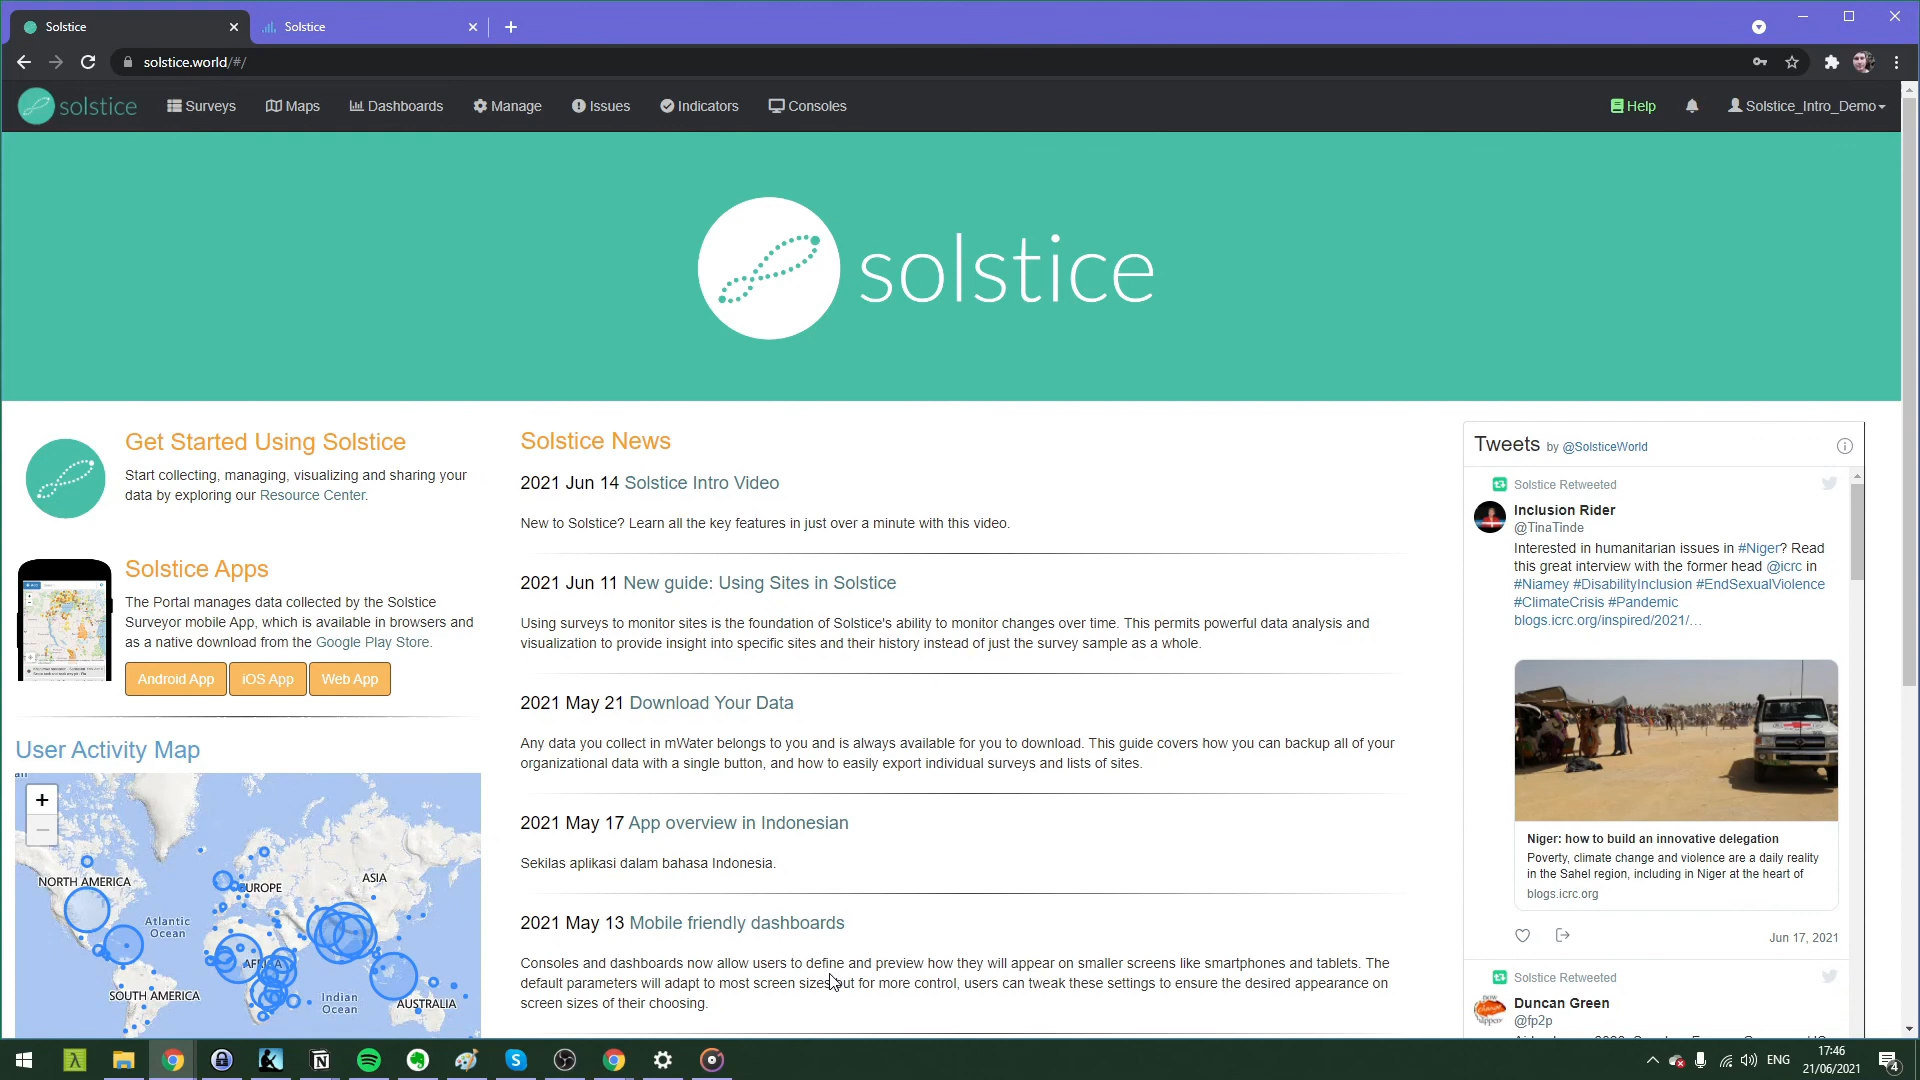 Solstice
Solstice
solstice.world/#/
solstice
Surveys
Maps
Dashboards
Manage
Issues
Indicators
Consoles
Help
Solstice_Intro_Demo
solstice
Get Started Using Solstice
Start collecting, managing, visualizing and sharing your
data by exploring our Resource Center.
Solstice Apps
The Portal manages data collected by the Solstice
Surveyor mobile App, which is available in browsers and
as a native download from the Google Play Store.
Android App
iOS App
Web App
User Activity Map
+
−
NORTH AMERICA
EUROPE
ASIA
Atlantic
Ocean
AFRICA
SOUTH AMERICA
Indian
Ocean
AUSTRALIA
Solstice News
2021 Jun 14 Solstice Intro Video
New to Solstice? Learn all the key features in just over a minute with this video.
2021 Jun 11 New guide: Using Sites in Solstice
Using surveys to monitor sites is the foundation of Solstice's ability to monitor changes over time. This permits powerful data analysis and
visualization to provide insight into specific sites and their history instead of just the survey sample as a whole.
2021 May 21 Download Your Data
Any data you collect in mWater belongs to you and is always available for you to download. This guide covers how you can backup all of your
organizational data with a single button, and how to easily export individual surveys and lists of sites.
2021 May 17 App overview in Indonesian
Sekilas aplikasi dalam bahasa Indonesia.
2021 May 13 Mobile friendly dashboards
Consoles and dashboards now allow users to define and preview how they will appear on smaller screens like smartphones and tablets. The
default parameters will adapt to most screen sizes but for more control, users can tweak these settings to ensure the desired appearance on
screen sizes of their choosing.
Tweets by @SolsticeWorld
Solstice Retweeted
Inclusion Rider
@TinaTinde
Interested in humanitarian issues in #Niger? Read
this great interview with the former head @icrc in
#Niamey #DisabilityInclusion #EndSexualViolence
#ClimateCrisis #Pandemic
blogs.icrc.org/inspired/2021/…
Niger: how to build an innovative delegation
Poverty, climate change and violence are a daily reality
in the Sahel region, including in Niger at the heart of
blogs.icrc.org
Jun 17, 2021
Solstice Retweeted
Duncan Green
@fp2p
ENG
17:46
21/06/2021
4